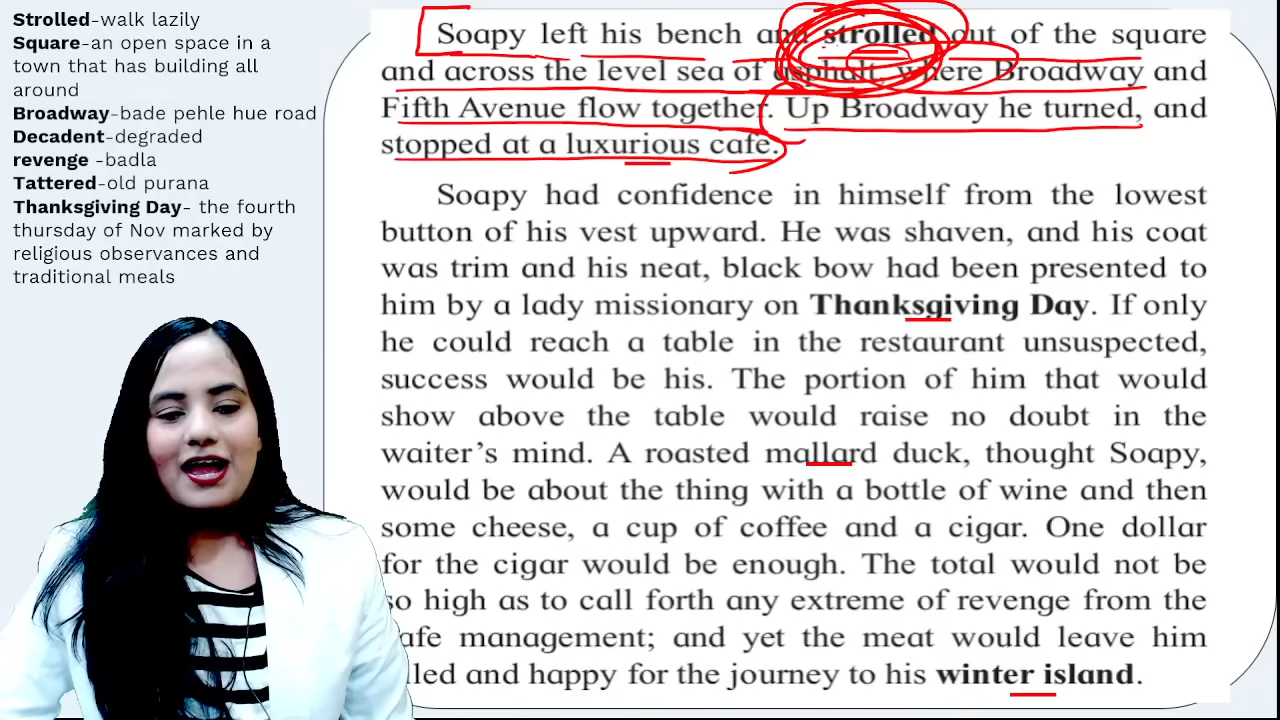 Strolled-walk lazily
Square-an open space in a
town that has builing all
around
Broadway-bade pehle hue road
Decadent-degraded
revenge -badla
Tattered-old purana
Thanksgiving Day- the fourth
thursday of Nov marked by
religious observances and
traditional meals
Soapy left his bench and strolled out of the square
and across the level sea of asphalt, where Broadway and
Fifth Avenue flow together. Up Broadway he turned, and
stopped at a luxurious cafe.
Soapy had confidence in himself from the lowest
button of his vest upward. He was shaven, and his coat
was trim and his neat, black bow had been presented to
him by a lady missionary on Thanksgiving Day. If only
he could reach a table in the restaurant unsuspected,
success would be his. The portion of him that would
show above the table would raise no doubt in the
waiter's mind. A roasted mallard duck, thought Soapy,
would be about the thing with a bottle of wine and then
some cheese, a cup of coffee and a cigar. One dollar
for the cigar would be enough. The total would not be
so high as to call forth any extreme of revenge from the
afe management; and yet the meat would leave him
lled and happy for the journey to his winter island.